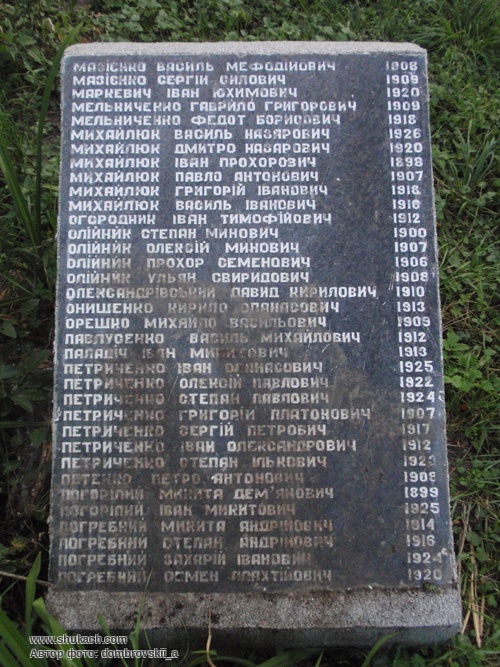 МАЗІЄНКО ВАСИЛЬ МЕФОДІЙОВИЧ 1908
МАЗІЄНКО СЕРГІЙ СИЛОВИЧ 1909
МАРКЕВИЧ ІВАН ЮХИМОВИЧ 1920
МЕЛЬНИЧЕНКО ГАВРИЛО ГРИГОРОВИЧ 1909
МЕЛЬНИЧЕНКО ФЕДОТ БОРИСОВИЧ 1918
МИХАЙЛЮК ВАСИЛЬ НАЗАРОВИЧ 1926
МИХАЙЛЮК ДМИТРО НАЗАРОВИЧ 1920
МИХАЙЛЮК ІВАН ПРОХОРОВИЧ 1898
МИХАЙЛЮК ПАВЛО АНТОНОВИЧ 1907
МИХАЙЛЮК ГРИГОРІЙ ІВАНОВИЧ 1918
МИХАЙЛЮК ВАСИЛЬ ІВАНОВИЧ 1916
ОГОРОДНИК ІВАН ТИМОФІЙОВИЧ 1912
ОЛІЙНИК СТЕПАН МИНОВИЧ 1900
ОЛІЙНИК ОЛЕКСІЙ МИНОВИЧ 1907
ОЛІЙНИК ПРОХОР СЕМЕНОВИЧ 1906
ОЛІЙНИК УЛЬЯН СВИРИДОВИЧ 1908
ОЛЕКСАНДРІВСЬКИЙ ДАВИД КИРИЛОВИЧ 1910
ОНИЩЕНКО КИРИЛО ОПАНАСОВИЧ 1913
ОРЕШКО МИХАЙЛО ВАСИЛЬОВИЧ 1909
ПАВЛУСЕНКО ВАСИЛЬ МИХАЙЛОВИЧ 1912
ПАЛАДІЧ ІВАН МИКИТОВИЧ 1913
ПЕТРИЧЕНКО ІВАН ОПАНАСОВИЧ 1925
ПЕТРИЧЕНКО ОЛЕКСІЙ ПАВЛОВИЧ 1922
ПЕТРИЧЕНКО СТЕПАН ПАВЛОВИЧ 1924
ПЕТРИЧЕНКО ГРИГОРІЙ ПЛАТОНОВИЧ 1907
ПЕТРИЧЕНКО СЕРГІЙ ПЕТРОВИЧ 1917
ПЕТРИЧЕНКО ІВАН ОЛЕКСАНДРОВИЧ 1912
ПЕТРИЧЕНКО СТЕПАН ІЛЬКОВИЧ 1923
ПЕТРО АНТОНОВИЧ 1908
ПОГОРІЛИЙ МИКИТА ДЕМ'ЯНОВИЧ 1899
ПОГОРІЛИЙ ІВАН МИКИТОВИЧ 1925
ПОГРЕБНИЙ МИКИТА АНДРІЙОВИЧ 1914
ПОГРЕБНИЙ СТЕПАН АНДРІЙОВИЧ 1916
ПОГРЕБНИЙ ЗАХАРІЙ ІВАНОВИЧ 1924
ПОГРЕБНИЙ СЕМЕН 1920
www.shukach.com
Автор фото: dombrovskii_a